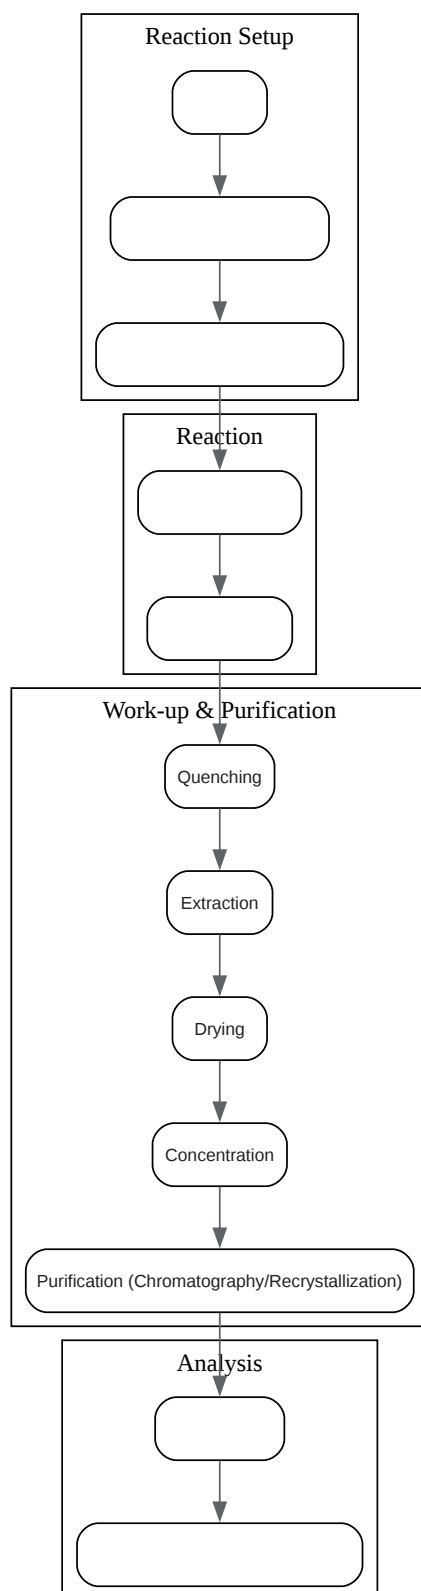 Reaction Setup
Reaction
Work-up & Purification
Quenching
Extraction
Drying
Concentration
Purification (Chromatography/Recrystallization)
Analysis